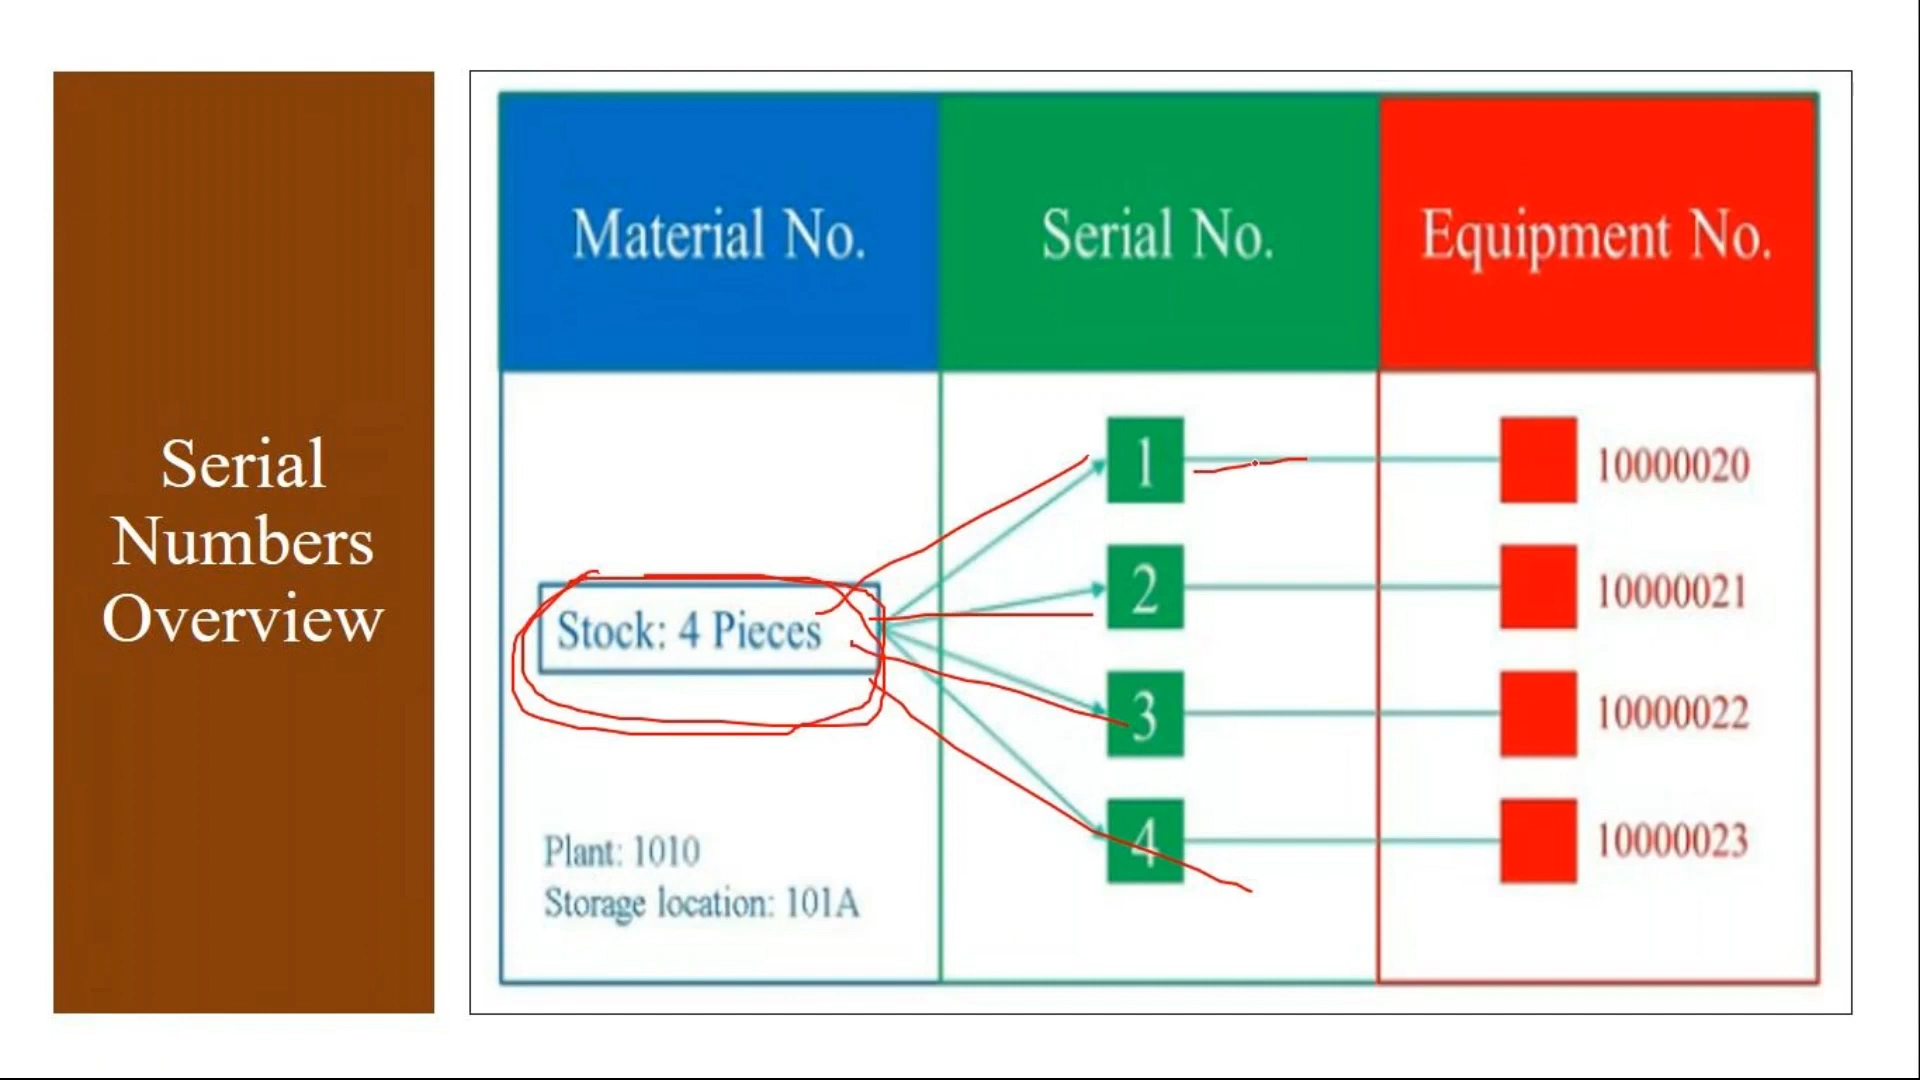 Serial
Numbers
Overview
Material No.
Serial No.
Equipment No.
Stock: 4 Pieces
Plant: 1010
Storage location: 101A
1
10000020
2
10000021
3
10000022
4
10000023